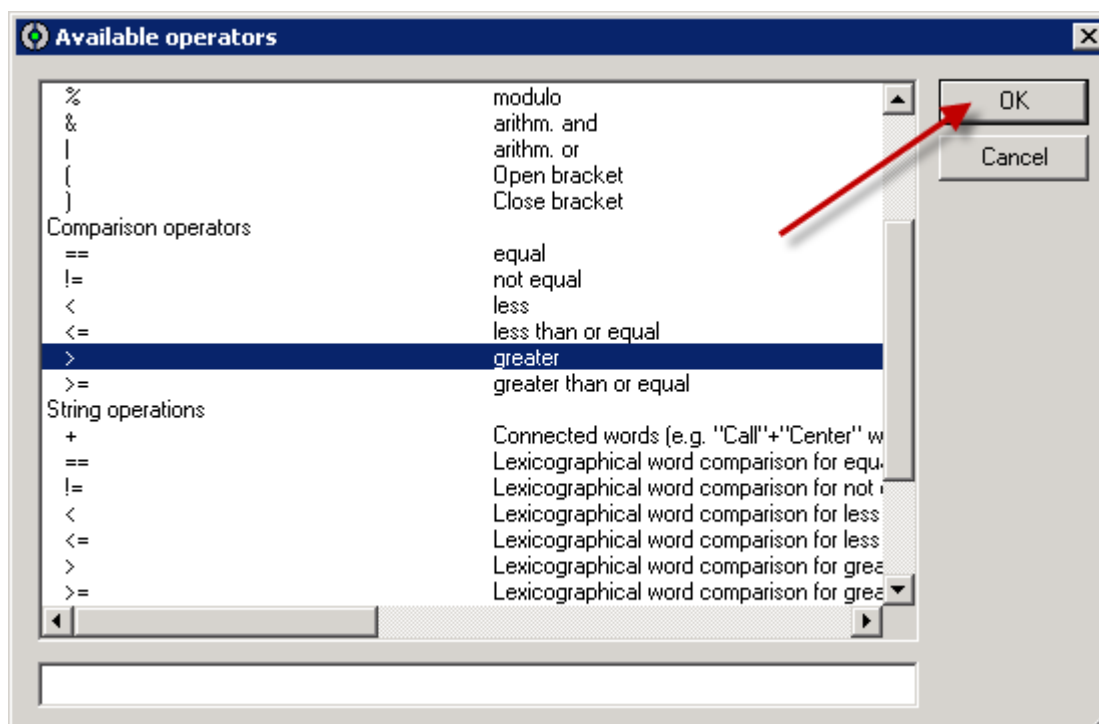 Available operators
% modulo
& arithm. and
| arithm. or
( Open bracket
) Close bracket
Comparison operators
== equal
!= not equal
< less
<= less than or equal
> greater
>= greater than or equal
String operations
+ Connected words (e.g. "Call"+"Center" w
== Lexicographical word comparison for equ
!= Lexicographical word comparison for not
< Lexicographical word comparison for less
<= Lexicographical word comparison for less
> Lexicographical word comparison for grea
>= Lexicographical word comparison for grea
OK
Cancel